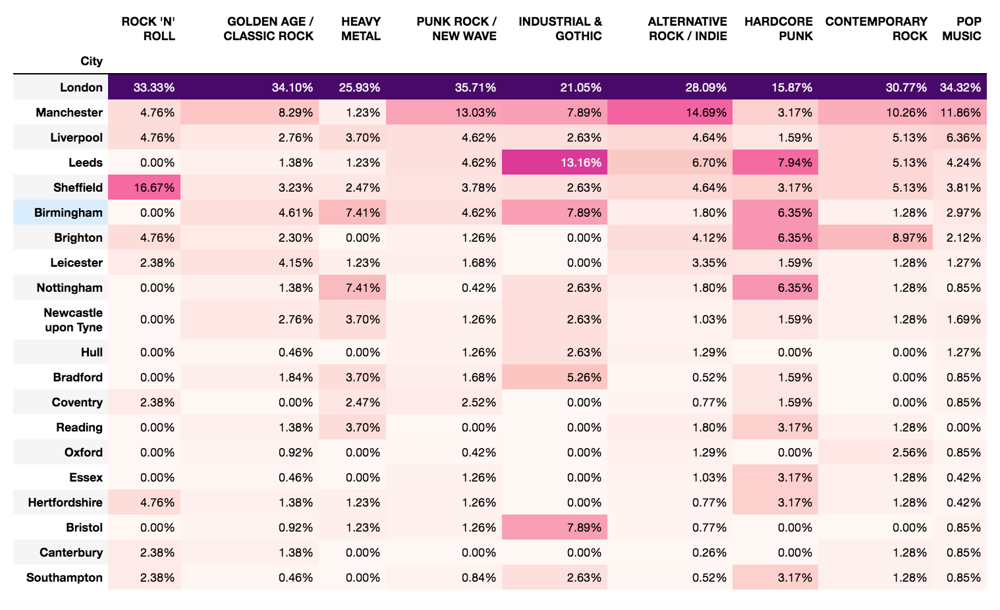 ROCK 'N' ROLL GOLDEN AGE / CLASSIC ROCK HEAVY METAL PUNK ROCK / NEW WAVE INDUSTRIAL & GOTHIC ALTERNATIVE ROCK / INDIE HARDCORE PUNK CONTEMPORARY ROCK POP MUSIC
City
London 33.33% 34.10% 25.93% 35.71% 21.05% 28.09% 15.87% 30.77% 34.32%
Manchester 4.76% 8.29% 1.23% 13.03% 7.89% 14.69% 3.17% 10.26% 11.86%
Liverpool 4.76% 2.76% 3.70% 4.62% 2.63% 4.64% 1.59% 5.13% 6.36%
Leeds 0.00% 1.38% 1.23% 4.62% 13.16% 6.70% 7.94% 5.13% 4.24%
Sheffield 16.67% 3.23% 2.47% 3.78% 2.63% 4.64% 3.17% 5.13% 3.81%
Birmingham 0.00% 4.61% 7.41% 4.62% 7.89% 1.80% 6.35% 1.28% 2.97%
Brighton 4.76% 2.30% 0.00% 1.26% 0.00% 4.12% 6.35% 8.97% 2.12%
Leicester 2.38% 4.15% 1.23% 1.68% 0.00% 3.35% 1.59% 1.28% 1.27%
Nottingham 0.00% 1.38% 7.41% 0.42% 2.63% 1.80% 6.35% 1.28% 0.85%
Newcastle upon Tyne 0.00% 2.76% 3.70% 1.26% 2.63% 1.03% 1.59% 1.28% 1.69%
Hull 0.00% 0.46% 0.00% 1.26% 2.63% 1.29% 0.00% 0.00% 1.27%
Bradford 0.00% 1.84% 3.70% 1.68% 5.26% 0.52% 1.59% 0.00% 0.85%
Coventry 2.38% 0.00% 2.47% 2.52% 0.00% 0.77% 1.59% 0.00% 0.85%
Reading 0.00% 1.38% 3.70% 0.00% 0.00% 1.80% 3.17% 1.28% 0.00%
Oxford 0.00% 0.92% 0.00% 0.42% 0.00% 1.29% 0.00% 2.56% 0.85%
Essex 0.00% 0.46% 0.00% 1.26% 0.00% 1.03% 3.17% 1.28% 0.42%
Hertfordshire 4.76% 1.38% 1.23% 1.26% 0.00% 0.77% 3.17% 1.28% 0.42%
Bristol 0.00% 0.92% 1.23% 1.26% 7.89% 0.77% 0.00% 0.00% 0.85%
Canterbury 2.38% 1.38% 0.00% 0.00% 0.00% 0.26% 0.00% 1.28% 0.85%
Southampton 2.38% 0.46% 0.00% 0.84% 2.63% 0.52% 3.17% 1.28% 0.85%